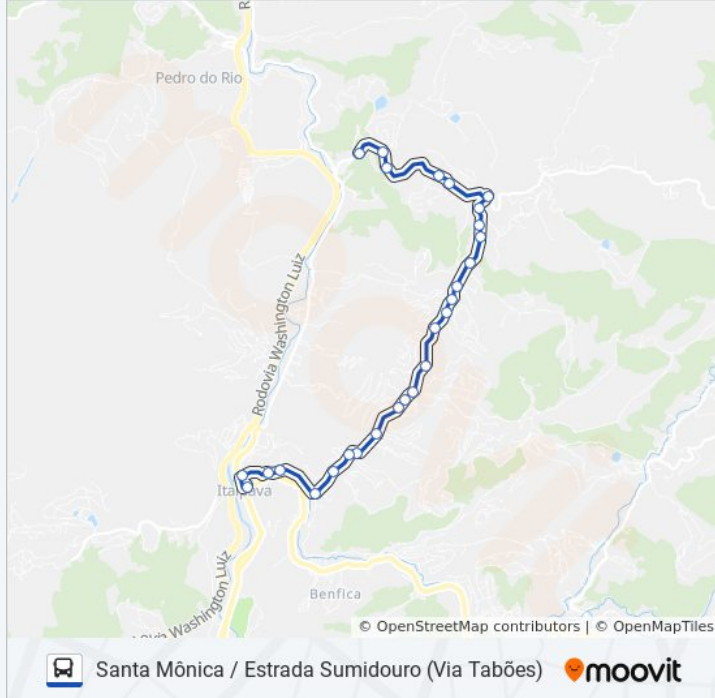 Pedro do Rio
Rodovia Washington Luiz
Itaipava
Washington Luiz
Benfica
© OpenStreetMap contributors | © OpenMapTiles
Santa Mônica / Estrada Sumidouro (Via Tabões)
moovit